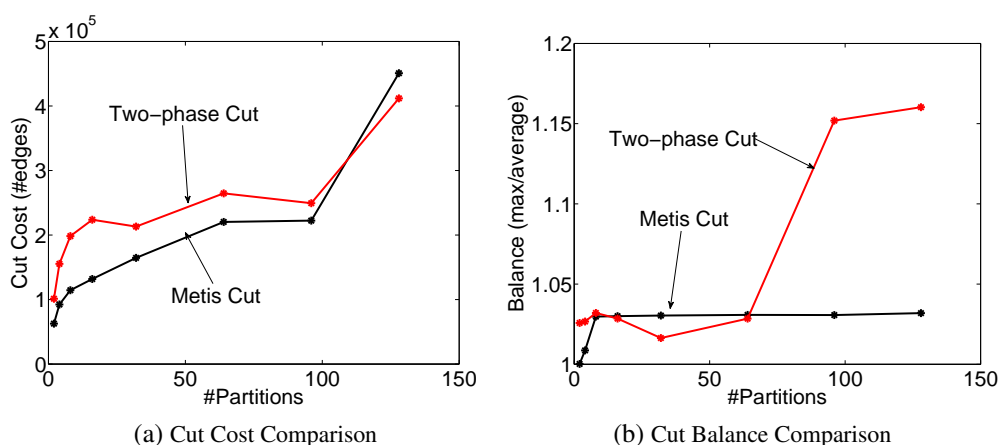 × 10⁵
5
4
3
2
1
0
0
50
100
150
Cut Cost (#edges)
#Partitions
Two-phase Cut
Metis Cut
(a) Cut Cost Comparison
1.2
1.15
1.1
1.05
1
0
50
100
150
Balance (max/average)
#Partitions
Two-phase Cut
Metis Cut
(b) Cut Balance Comparison